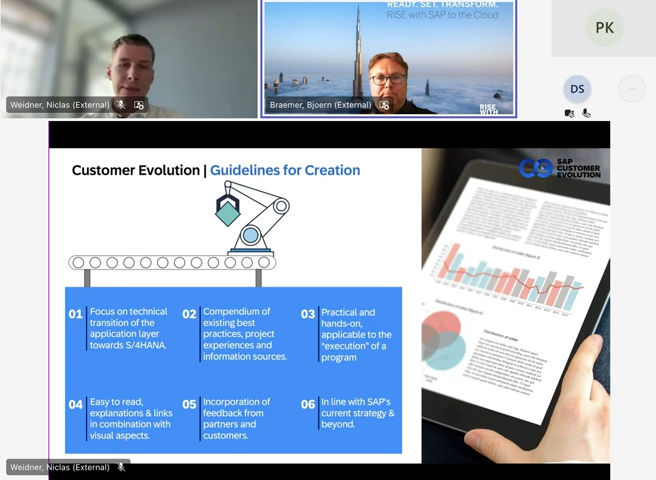 READY. SET. TRANSFORM.
RISE with SAP to the Cloud
RISE
WITH
PK
DS
Weidner, Niclas (External)
Braemer, Bjoern (External)
Customer Evolution | Guidelines for Creation
SAP
CUSTOMER
EVOLUTION
01
Focus on technical
transition of the
application layer
towards S/4HANA.
02
Compendium of
existing best
practices, project
experiences and
information sources.
03
Practical and
hands-on,
applicable to the
"execution" of a
program
04
Easy to read,
explanations & links
in combination with
visual aspects.
05
Incorporation of
feedback from
partners and
customers.
06
In line with SAP's
current strategy &
beyond.
Distribution of votes
Weidner, Niclas (External)